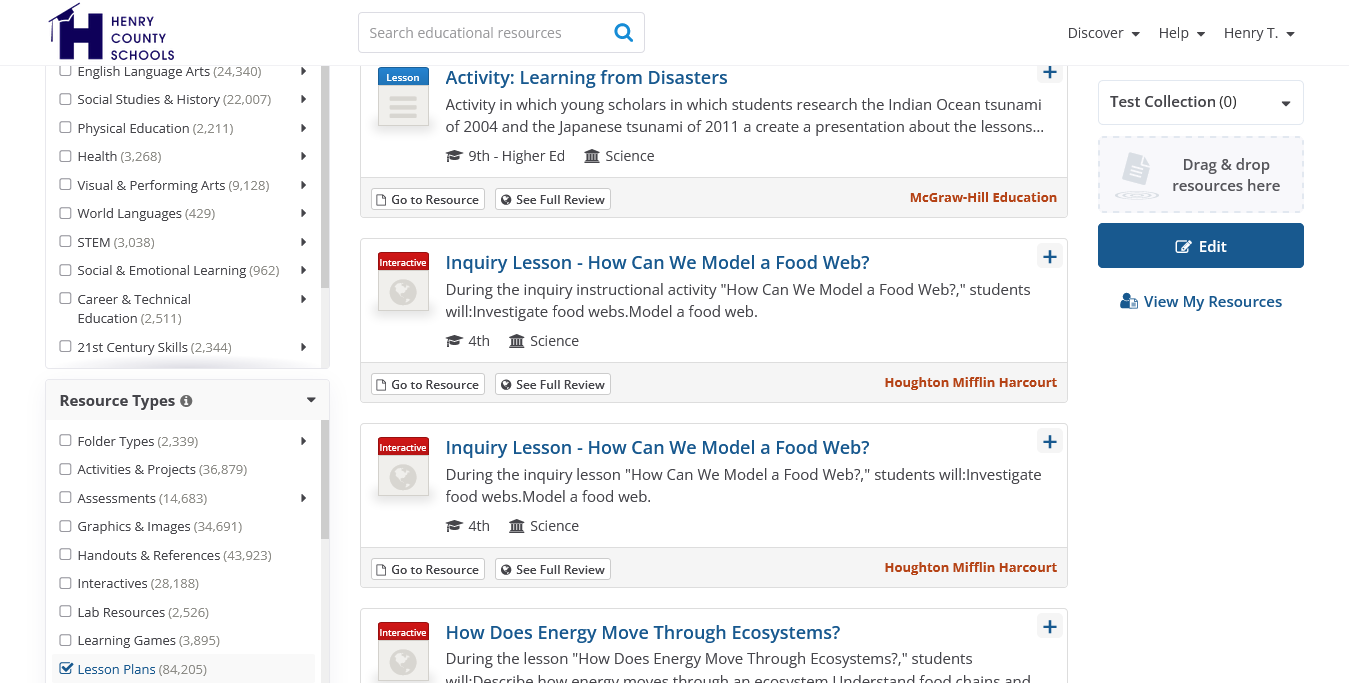 HENRY
COUNTY
SCHOOLS
Search educational resources
Discover
Help
Henry T.
English Language Arts (24,340)
Social Studies & History (22,007)
Physical Education (2,211)
Health (3,268)
Visual & Performing Arts (9,128)
World Languages (429)
STEM (3,038)
Social & Emotional Learning (962)
Career & Technical
Education (2,511)
21st Century Skills (2,344)
Resource Types
Folder Types (2,339)
Activities & Projects (36,879)
Assessments (14,683)
Graphics & Images (34,691)
Handouts & References (43,923)
Interactives (28,188)
Lab Resources (2,526)
Learning Games (3,895)
Lesson Plans (84,205)
Lesson
Activity: Learning from Disasters
Activity in which young scholars in which students research the Indian Ocean tsunami
of 2004 and the Japanese tsunami of 2011 a create a presentation about the lessons...
9th - Higher Ed
Science
Go to Resource
See Full Review
McGraw-Hill Education
Interactive
Inquiry Lesson - How Can We Model a Food Web?
During the inquiry instructional activity "How Can We Model a Food Web?," students
will:Investigate food webs.Model a food web.
4th
Science
Go to Resource
See Full Review
Houghton Mifflin Harcourt
Interactive
Inquiry Lesson - How Can We Model a Food Web?
During the inquiry lesson "How Can We Model a Food Web?," students will:Investigate
food webs.Model a food web.
4th
Science
Go to Resource
See Full Review
Houghton Mifflin Harcourt
Interactive
How Does Energy Move Through Ecosystems?
During the lesson "How Does Energy Move Through Ecosystems?," students
will:Describe how energy moves through an ecosystem.Understand food chains and
Test Collection (0)
Drag & drop
resources here
Edit
View My Resources